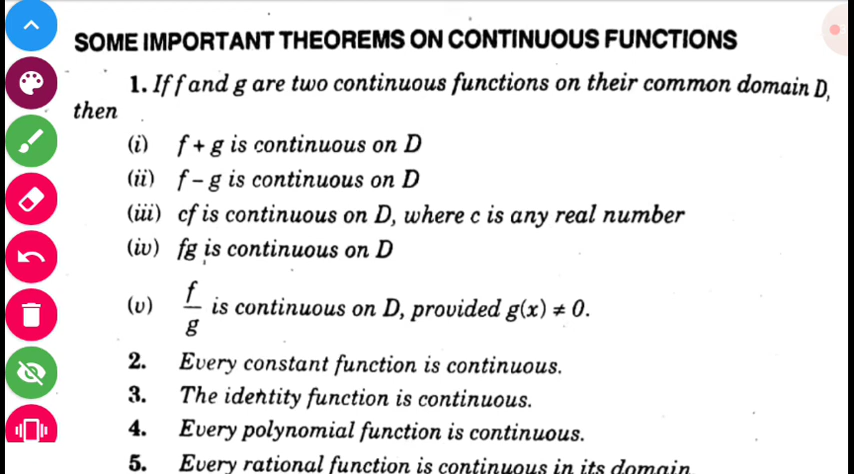 SOME IMPORTANT THEOREMS ON CONTINUOUS FUNCTIONS
1. If f and g are two continuous functions on their common domain D,
then
(i) f + g is continuous on D
(ii) f – g is continuous on D
(iii) cf is continuous on D, where c is any real number
(iv) fg is continuous on D
(v) f/g is continuous on D, provided g(x) ≠ 0.
2. Every constant function is continuous.
3. The identity function is continuous.
4. Every polynomial function is continuous.
5. Every rational function is continuous in its domain